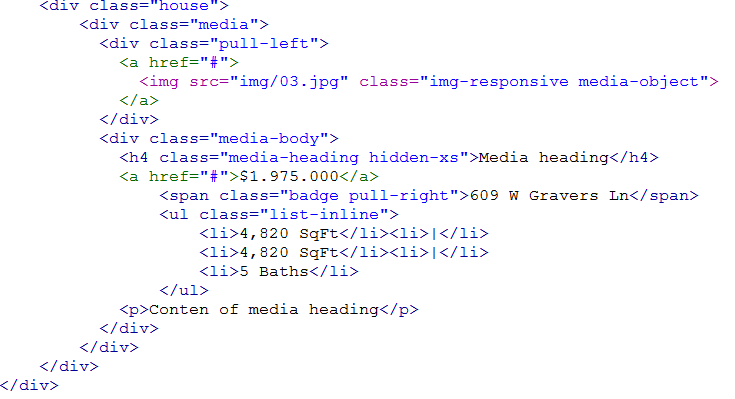 <div class="house">
<div class="media">
<div class="pull-left">
<a href="#">
<img src="img/03.jpg" class="img-responsive media-object">
</a>
</div>
<div class="media-body">
<h4 class="media-heading hidden-xs">Media heading</h4>
<a href="#">$1.975.000</a>
<span class="badge pull-right">609 W Gravers Ln</span>
<ul class="list-inline">
<li>4,820 SqFt</li><li>|</li>
<li>4,820 SqFt</li><li>|</li>
<li>5 Baths</li>
</ul>
<p>Conten of media heading</p>
</div>
</div>
</div>
</div>